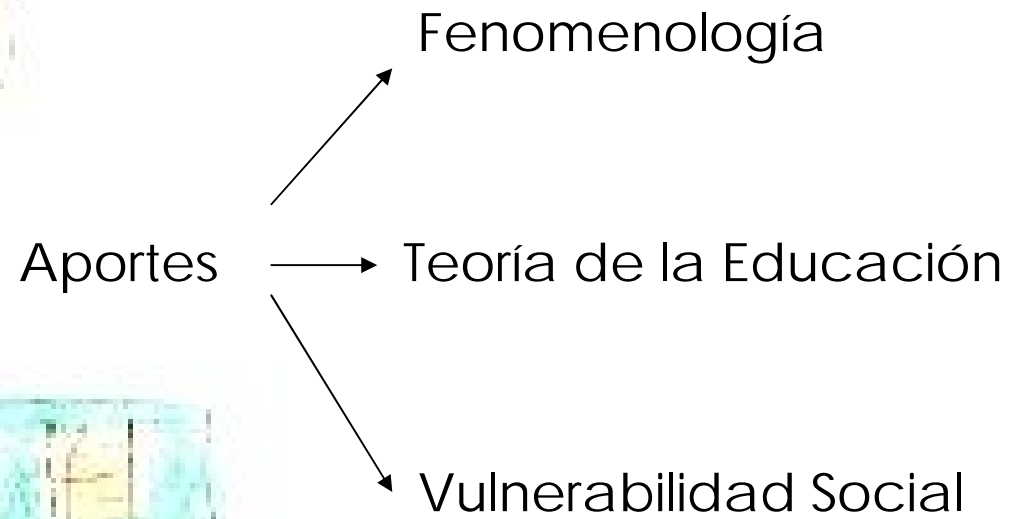 Fenomenología
Aportes
Teoría de la Educación
Vulnerabilidad Social